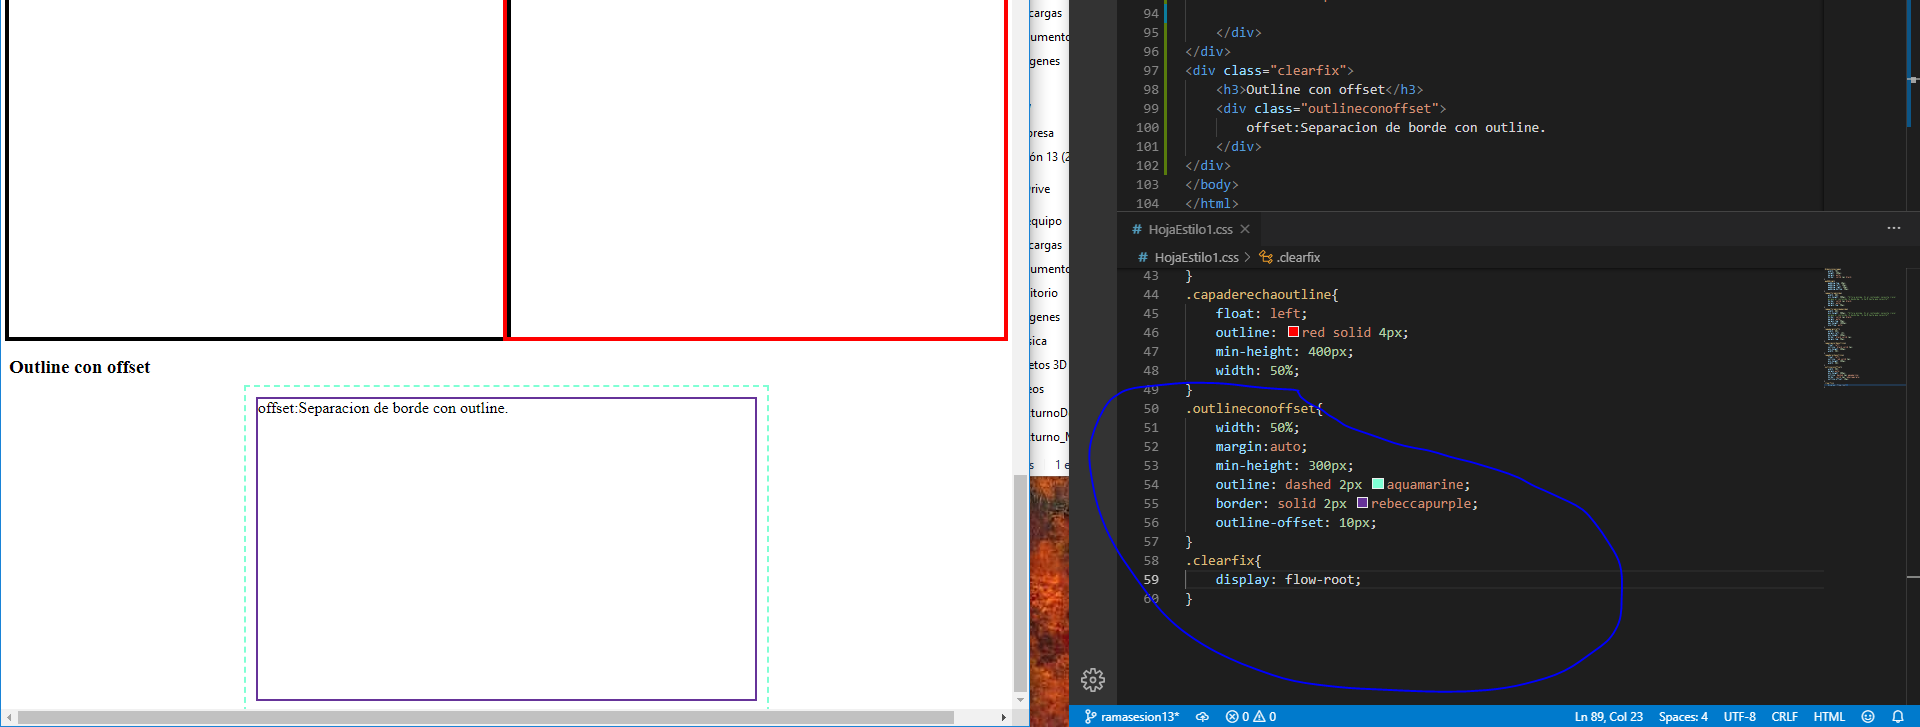 Outline con offset
offset:Separacion de borde con outline.
cargas
genes
presa
ón 13 (2
rive
equipo
cargas
itorio
genes
sica
etos 3D
eos
cturnoD
cturno_M
s
1 e
94
95 </div>
96 </div>
97 <div class="clearfix">
98 <h3>Outline con offset</h3>
99 <div class="outlineconoffset">
100 offset:Separacion de borde con outline.
101 </div>
102 </div>
103 </body>
104 </html>
# HojaEstilo1.css ×
...
# HojaEstilo1.css > .clearfix
43 }
44 .capaderechaoutline{
45 float: left;
46 outline: red solid 4px;
47 min-height: 400px;
48 width: 50%;
49 }
50 .outlineconoffset{
51 width: 50%;
52 margin:auto;
53 min-height: 300px;
54 outline: dashed 2px aquamarine;
55 border: solid 2px rebeccapurple;
56 outline-offset: 10px;
57 }
58 .clearfix{
59 display: flow-root;
60 }
ramasesion13* 0 0 Ln 89, Col 23 Spaces: 4 UTF-8 CRLF HTML